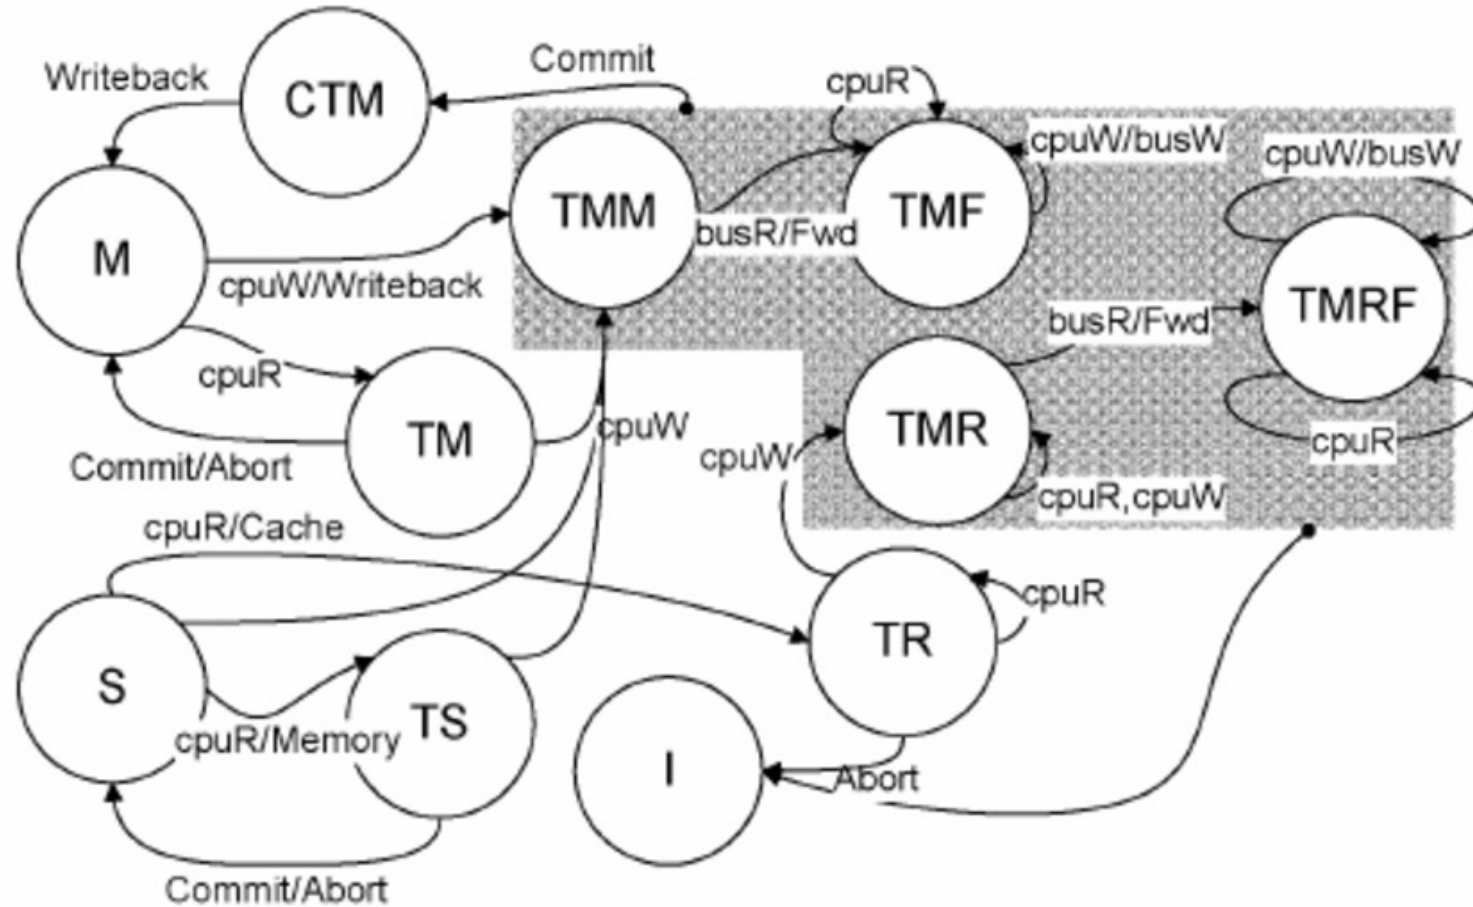 Commit
cpuR
Writeback
CTM
cpuW/busW
cpuW/busW
TMM
TMF
busR/Fwd
M
cpuW/Writeback
TMRF
busR/Fwd
cpuR
TM
cpuW
TMR
cpuW
cpuR
Commit/Abort
cpuR,cpuW
cpuR/Cache
cpuR
TR
S
TS
cpuR/Memory
I
Abort
Commit/Abort